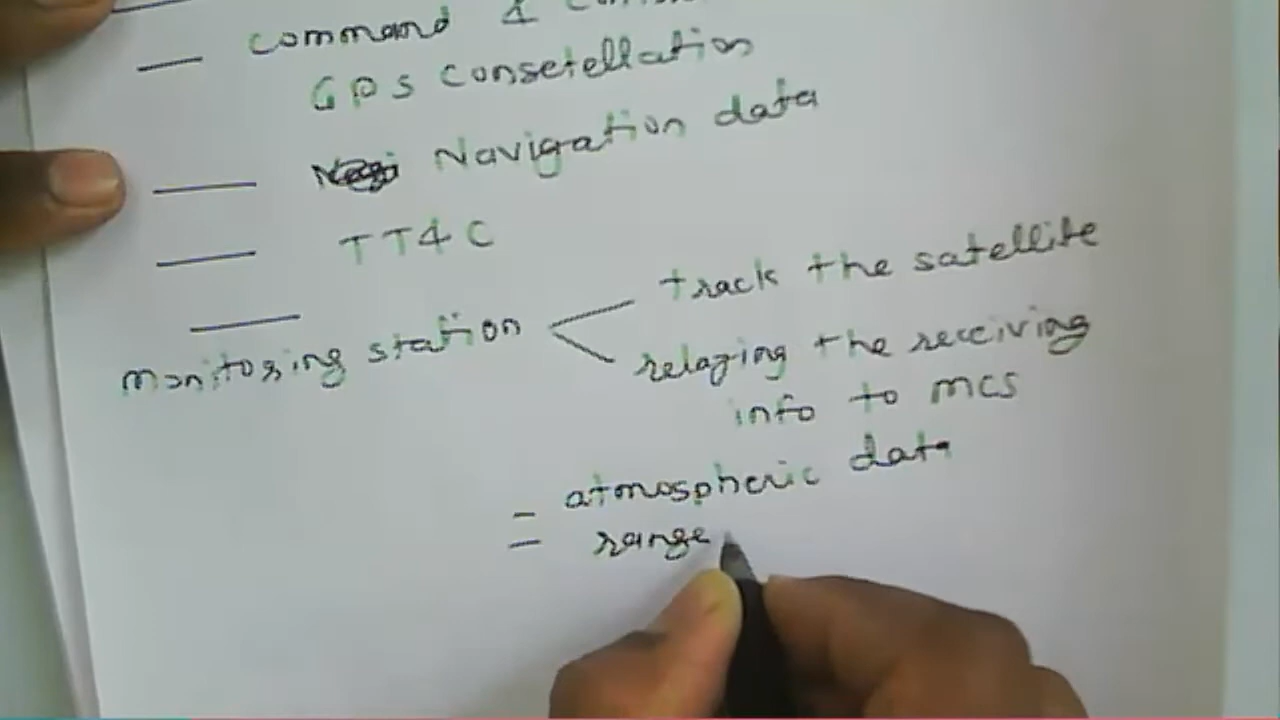 — command &
GPS consetellation
— Navigation data
— TT&C
—
monitoring station < track the satellite
relaying the receiving
info to mcs
- atmospheric data
- range